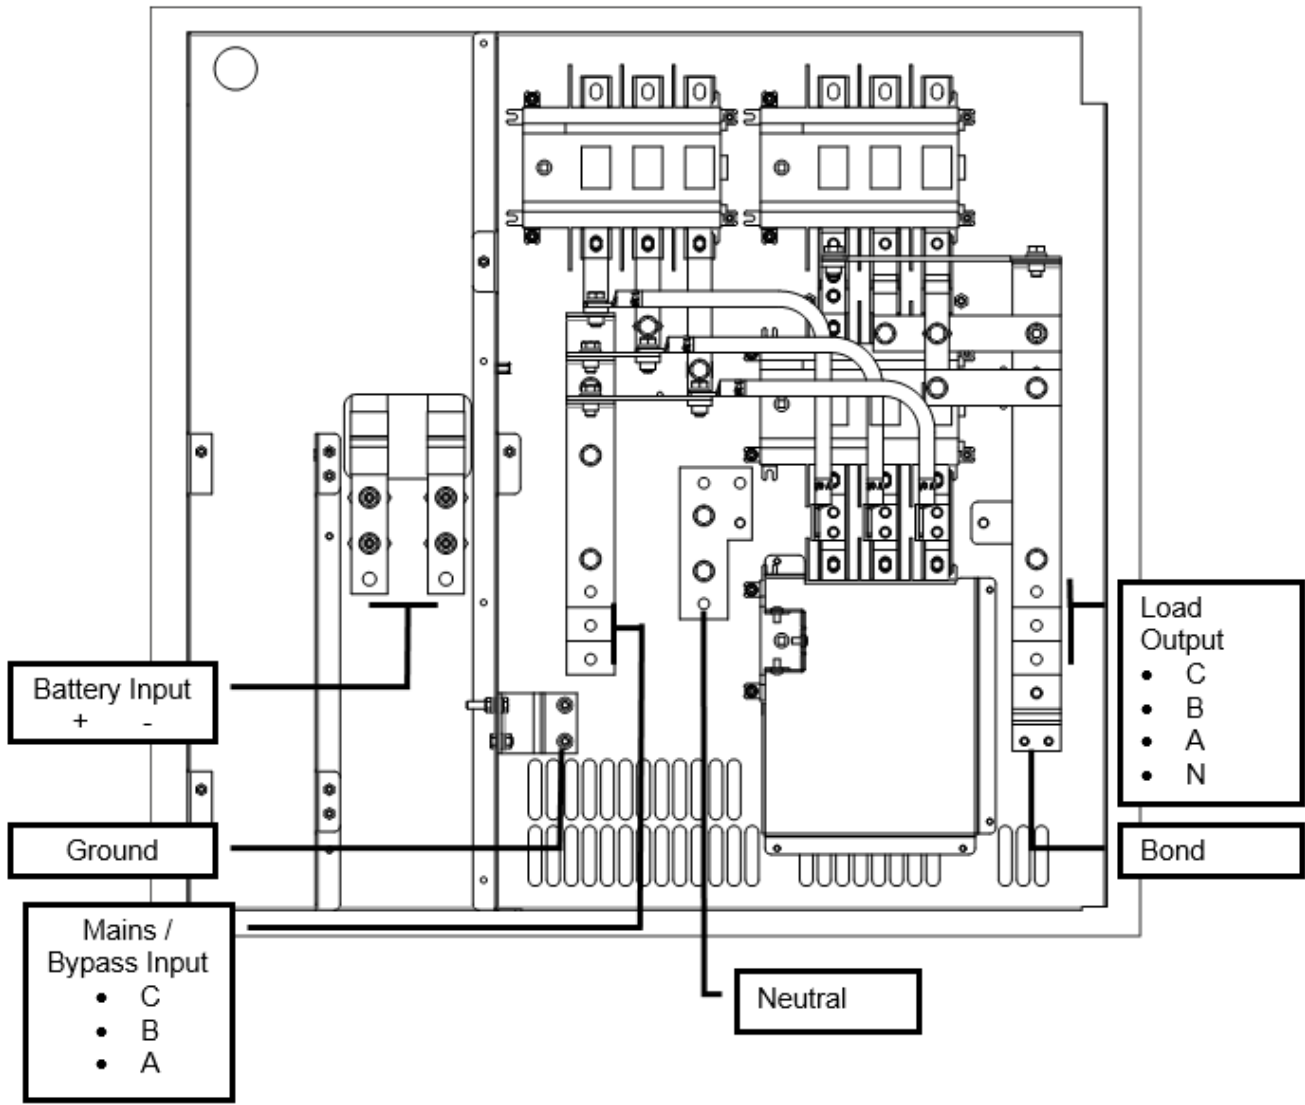 Battery Input
+ -
Ground
Mains /
Bypass Input
• C
• B
• A
Neutral
Load
Output
• C
• B
• A
• N
Bond